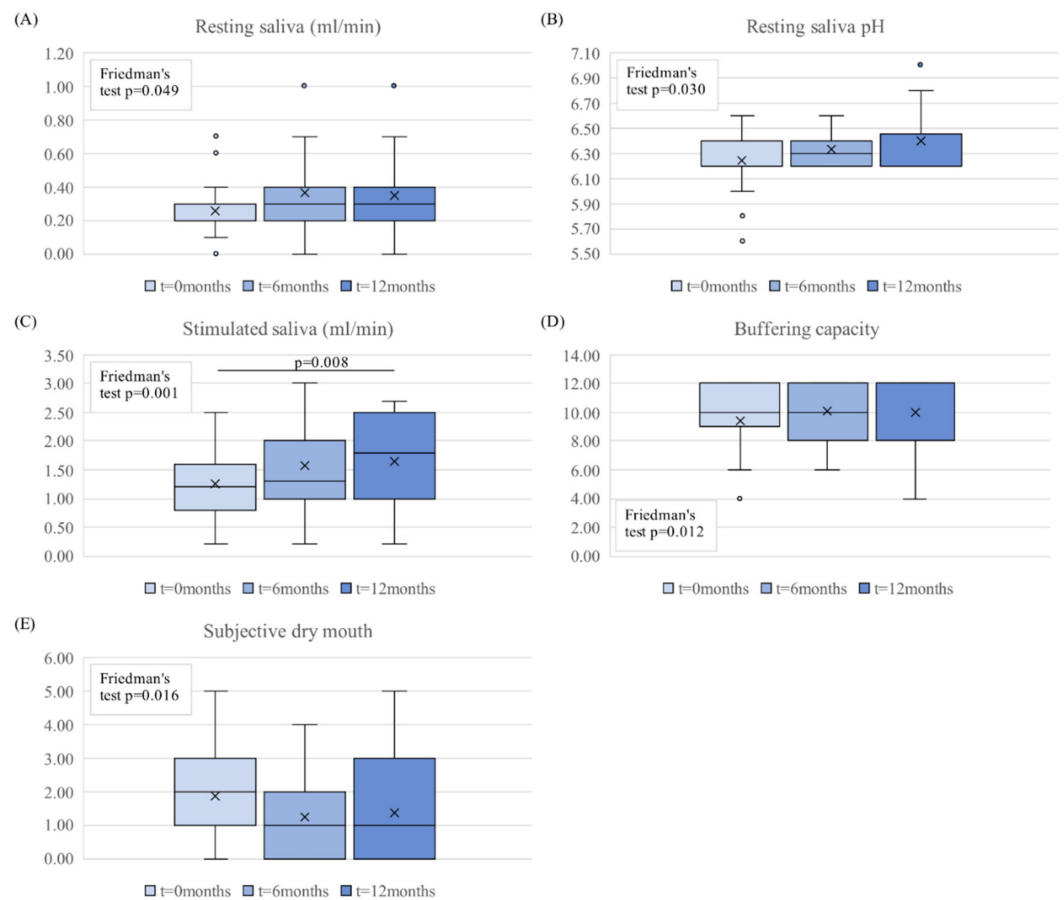 (A)
Resting saliva (ml/min)
1.20
1.00
0.80
0.60
0.40
0.20
0.00
Friedman's
test p=0.049
t=0months t=6months t=12months
(B)
Resting saliva pH
7.10
6.90
6.70
6.50
6.30
6.10
5.90
5.70
5.50
Friedman's
test p=0.030
t=0months t=6months t=12months
(C)
Stimulated saliva (ml/min)
3.50
3.00
2.50
2.00
1.50
1.00
0.50
0.00
Friedman's
test p=0.001
p=0.008
t=0months t=6months t=12months
(D)
Buffering capacity
14.00
12.00
10.00
8.00
6.00
4.00
2.00
0.00
Friedman's
test p=0.012
t=0months t=6months t=12months
(E)
Subjective dry mouth
6.00
5.00
4.00
3.00
2.00
1.00
0.00
Friedman's
test p=0.016
t=0months t=6months t=12months